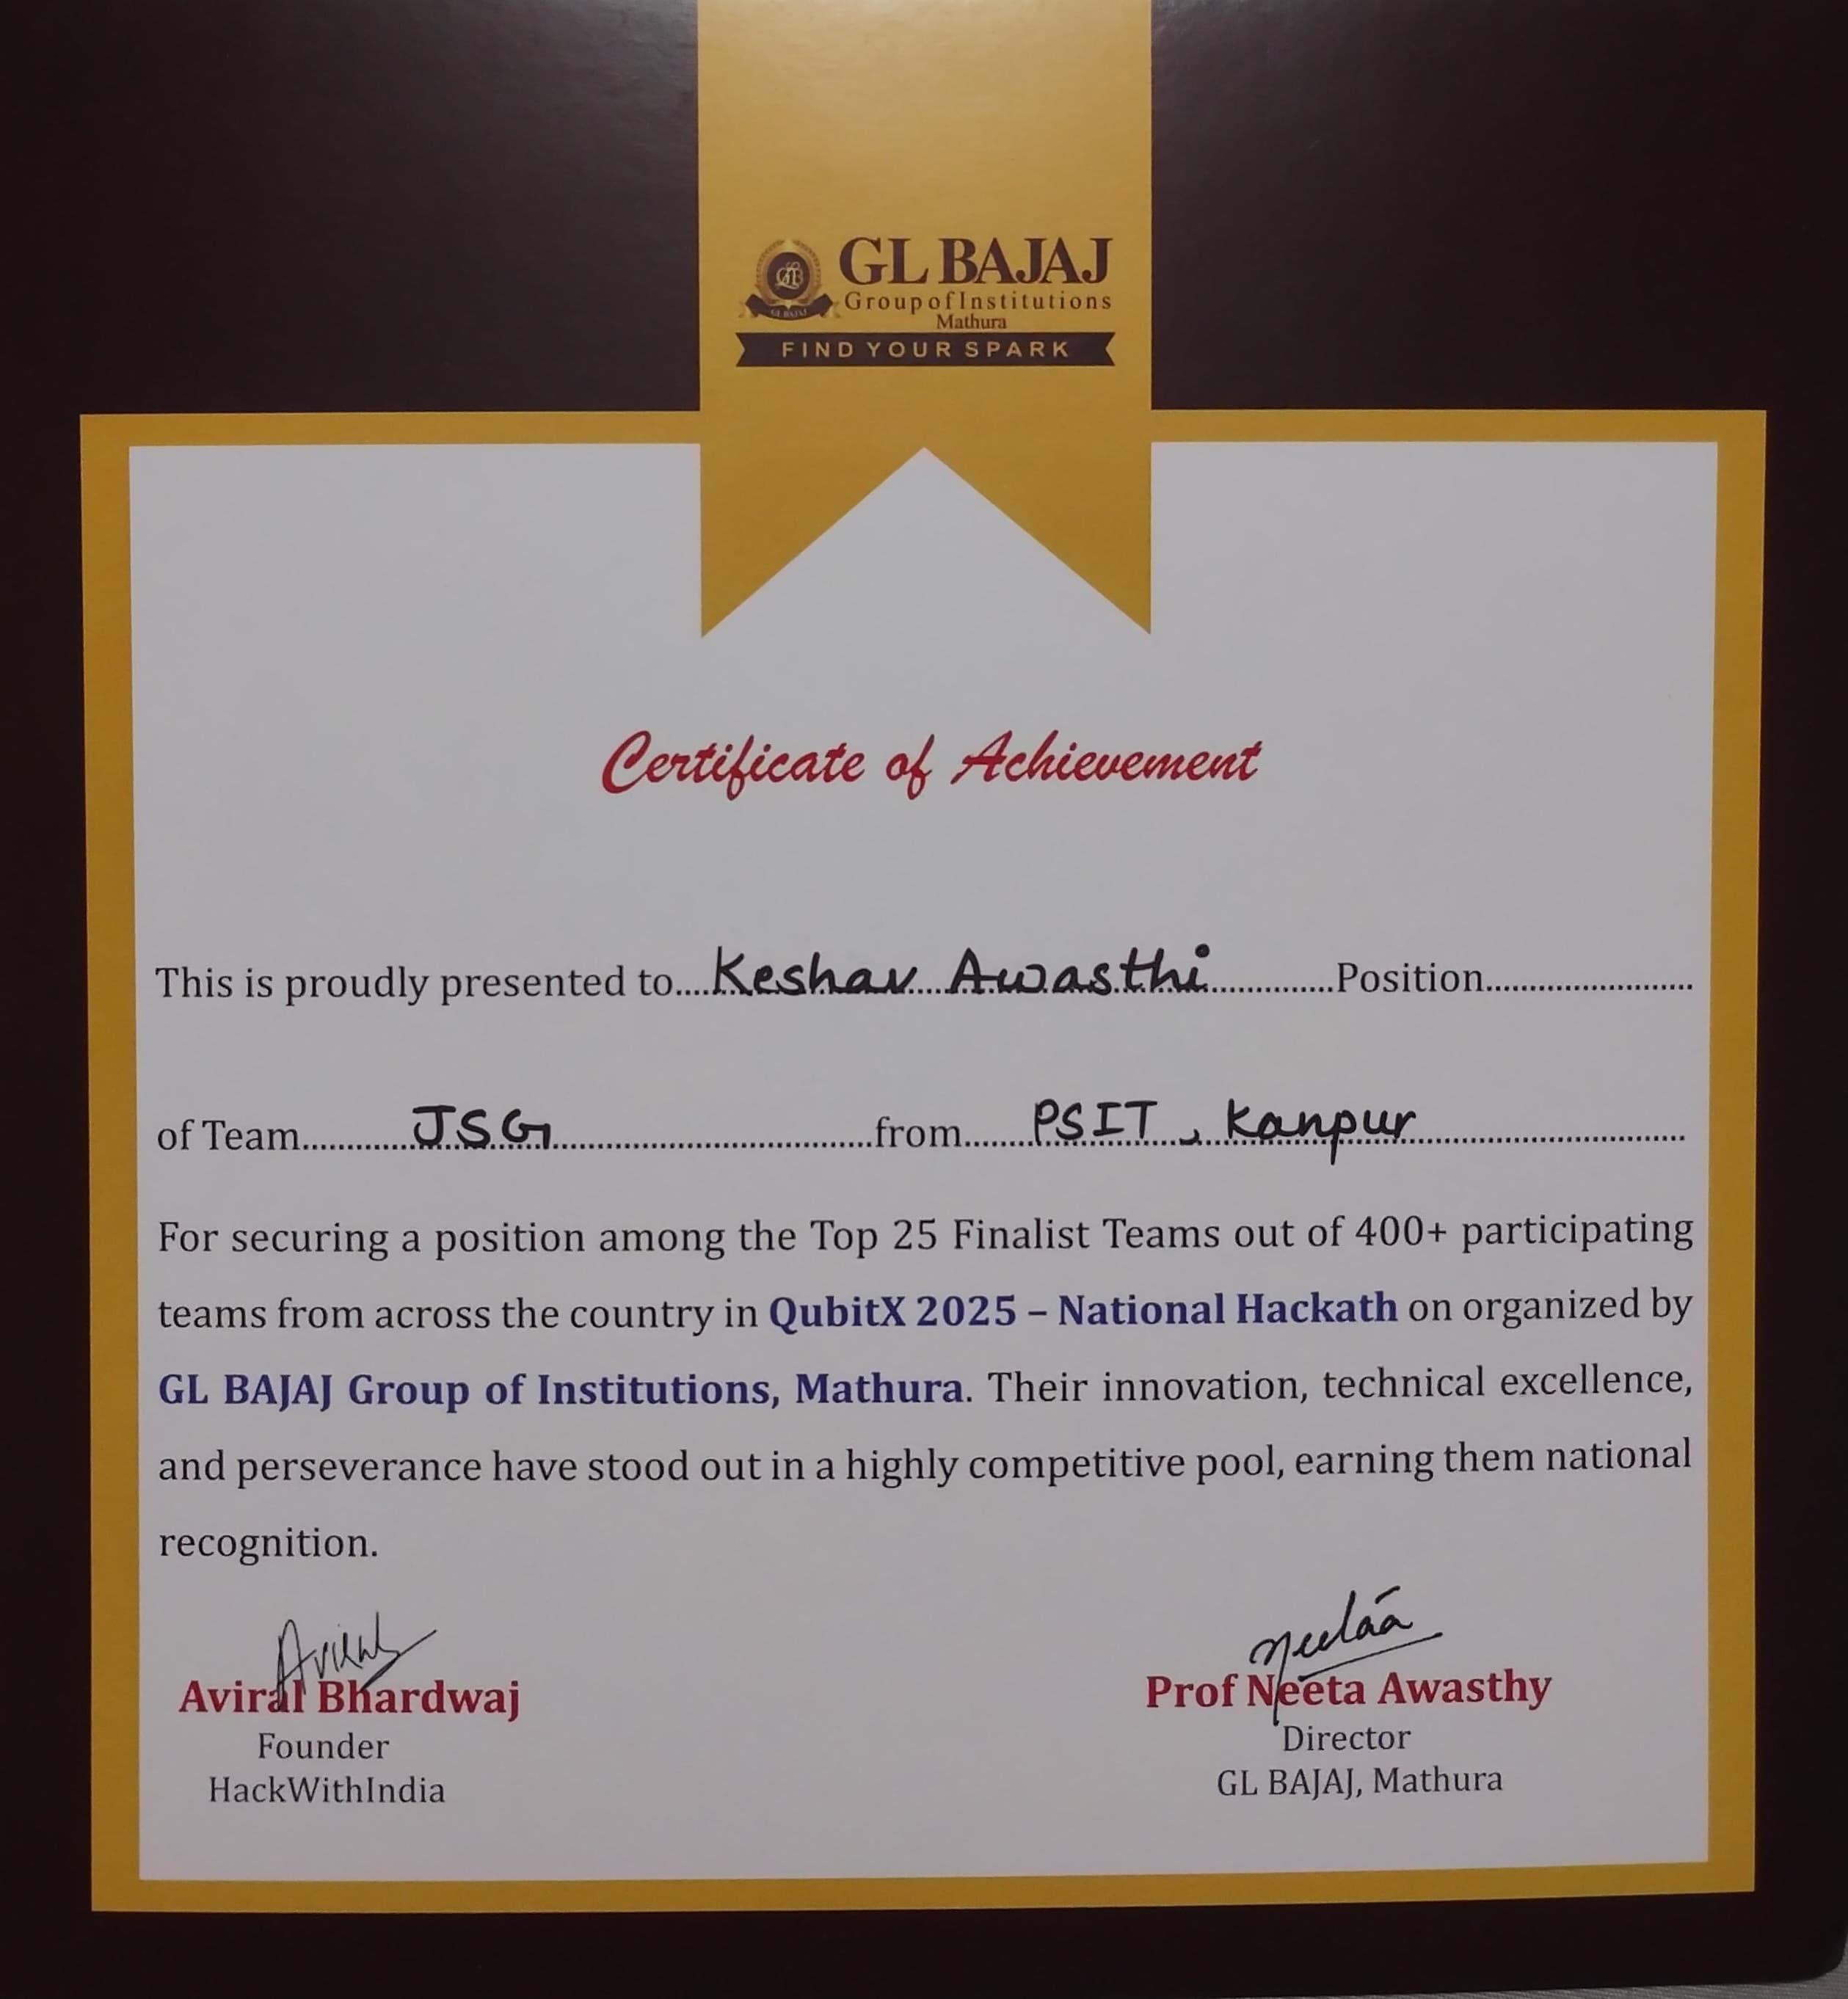 GL BAJAJ
Group of Institutions
Mathura
GL BAJAJ
FIND YOUR SPARK
Certificate of Achievement
This is proudly presented to....Keshav Awasthi..............Position........................
of Team............JSG....................................from........PSIT, Kanpur..............................
For securing a position among the Top 25 Finalist Teams out of 400+ participating
teams from across the country in QubitX 2025 – National Hackath on organized by
GL BAJAJ Group of Institutions, Mathura. Their innovation, technical excellence,
and perseverance have stood out in a highly competitive pool, earning them national
recognition.
Aviral
Aviral Bhardwaj
Founder
HackWithIndia
Neetaa
Prof Neeta Awasthy
Director
GL BAJAJ, Mathura